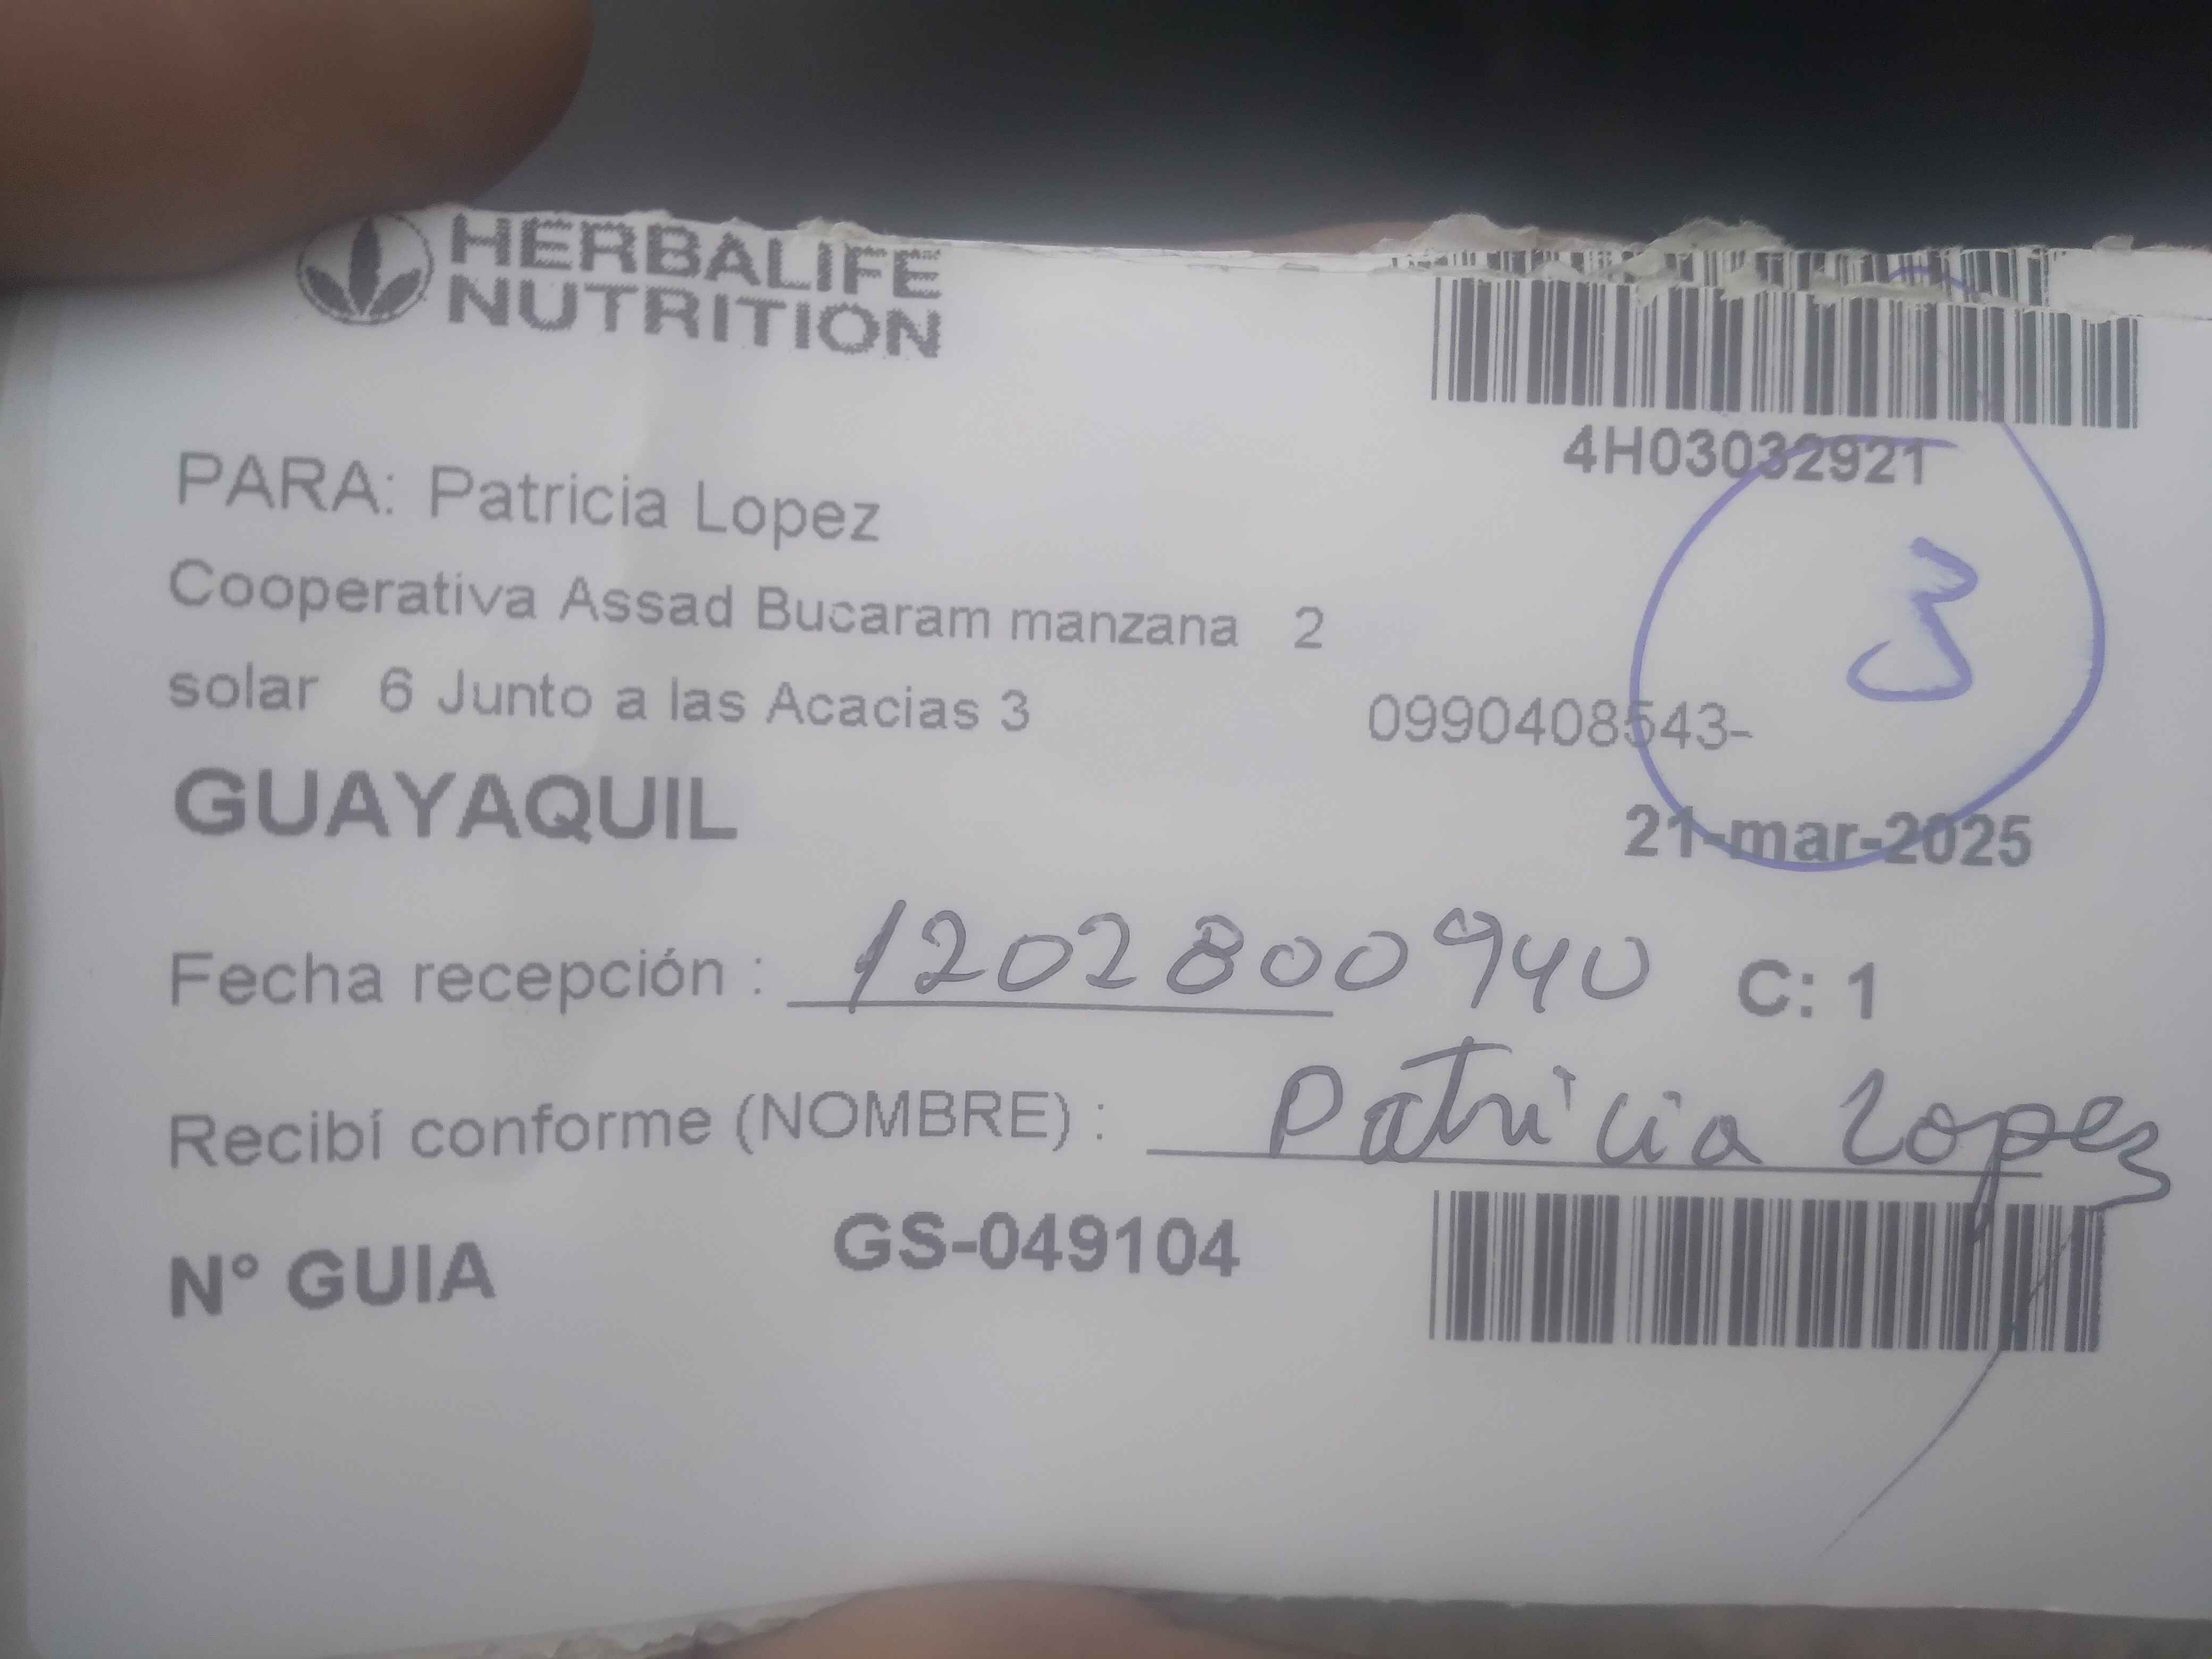 HERBALIFE
NUTRITION
4H03032921
3
PARA: Patricia Lopez
Cooperativa Assad Bucaram manzana 2
solar 6 Junto a las Acacias 3 0990408543-
GUAYAQUIL 21-mar-2025
Fecha recepción : 1202800940 C: 1
Recibí conforme (NOMBRE) : Patricia Lopez
N° GUIA GS-049104